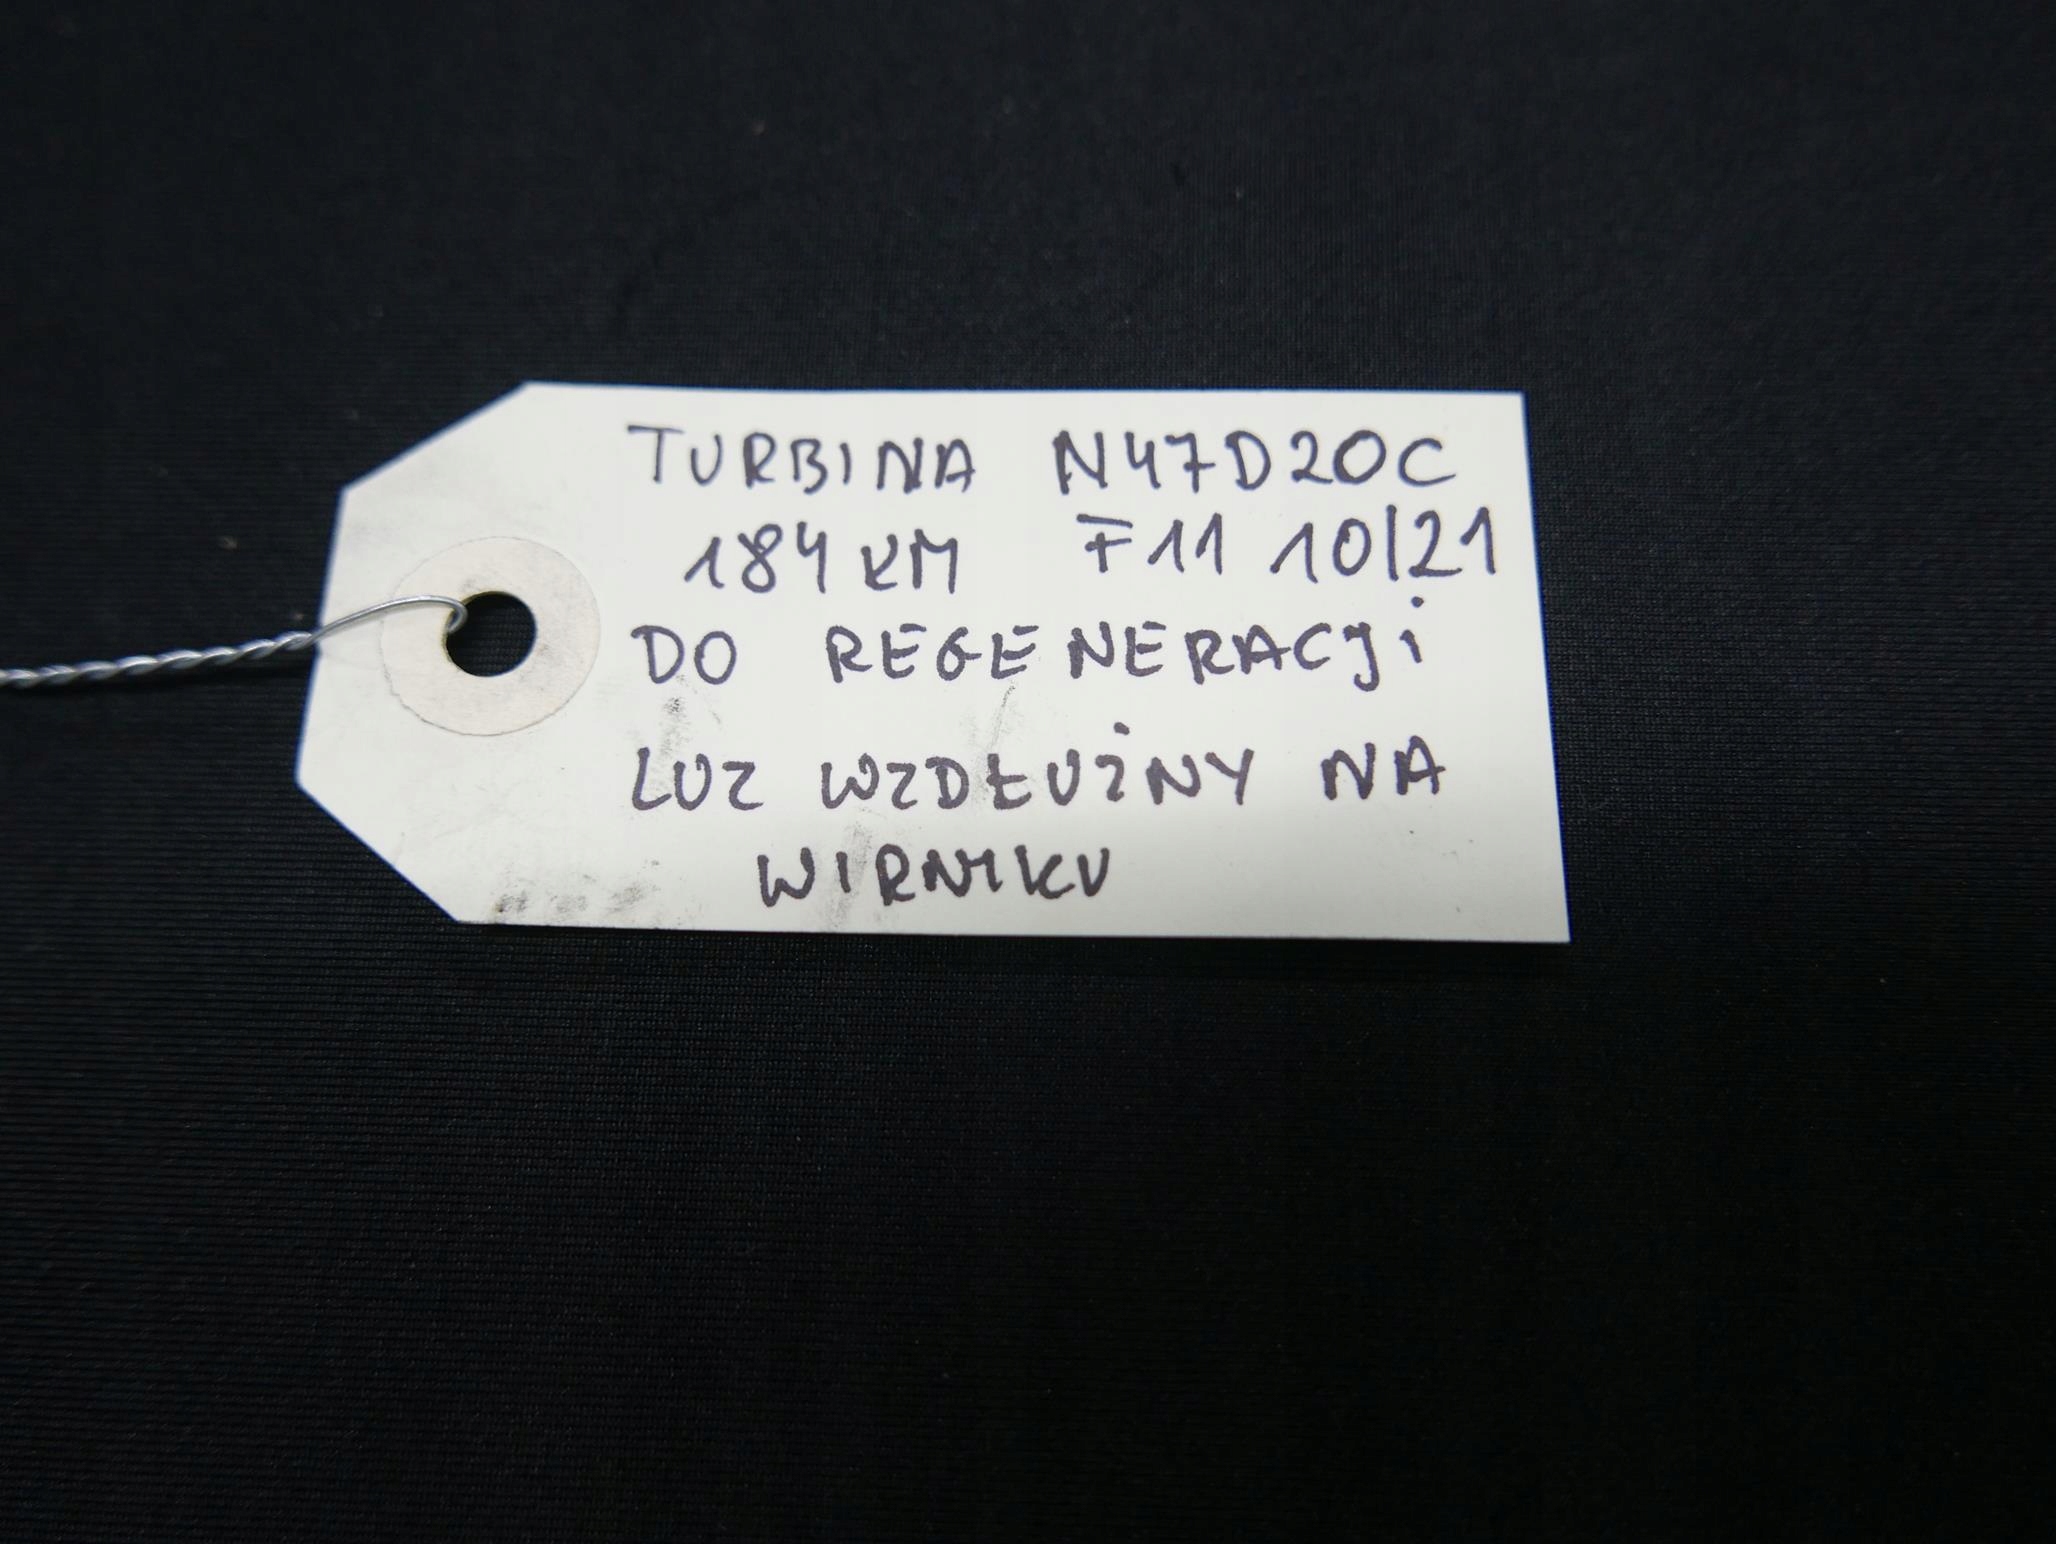 TURBINA N47D20C
184 KM F11 10/21
DO REGENERACJi
LUZ WZDŁUŻNY NA
WIRNIKU